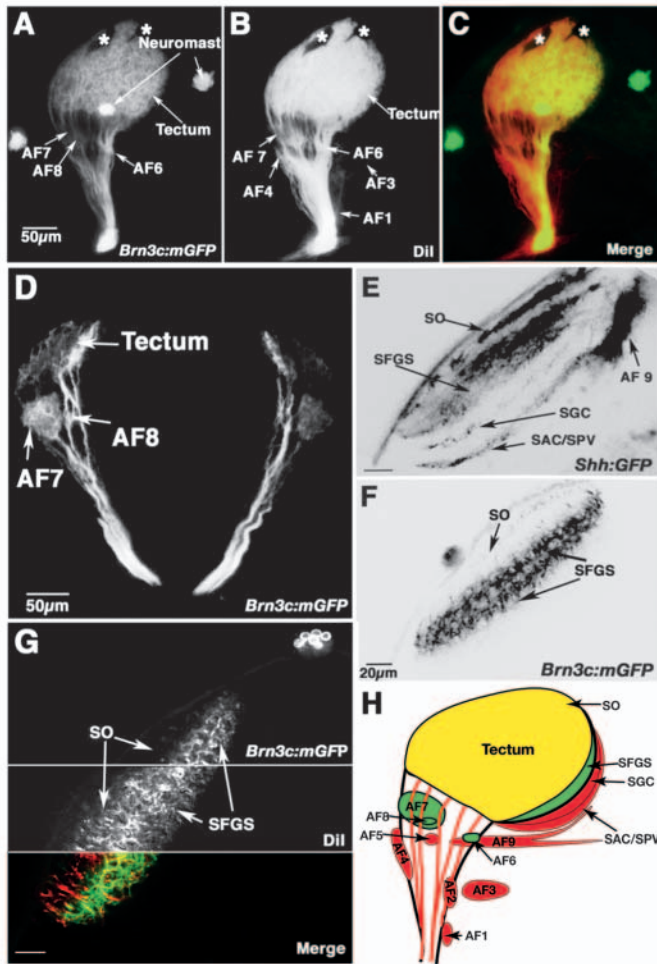 A
Neuromast
Tectum
AF7
AF8
AF6
50µm
Brn3c:mGFP
B
Tectum
AF 7
AF6
AF4
AF3
AF1
DiI
C
Merge
D
Tectum
AF8
AF7
50µm
Brn3c:mGFP
E
SO
SFGS
AF 9
SGC
SAC/SPV
Shh:GFP
F
SO
SFGS
20µm
Brn3c:mGFP
G
SO
Brn3c:mGFP
SFGS
DiI
Merge
H
SO
Tectum
SFGS
SGC
AF7
AF8
AF5
AF9
SAC/SPV
AF4
AF6
AF2
AF3
AF1